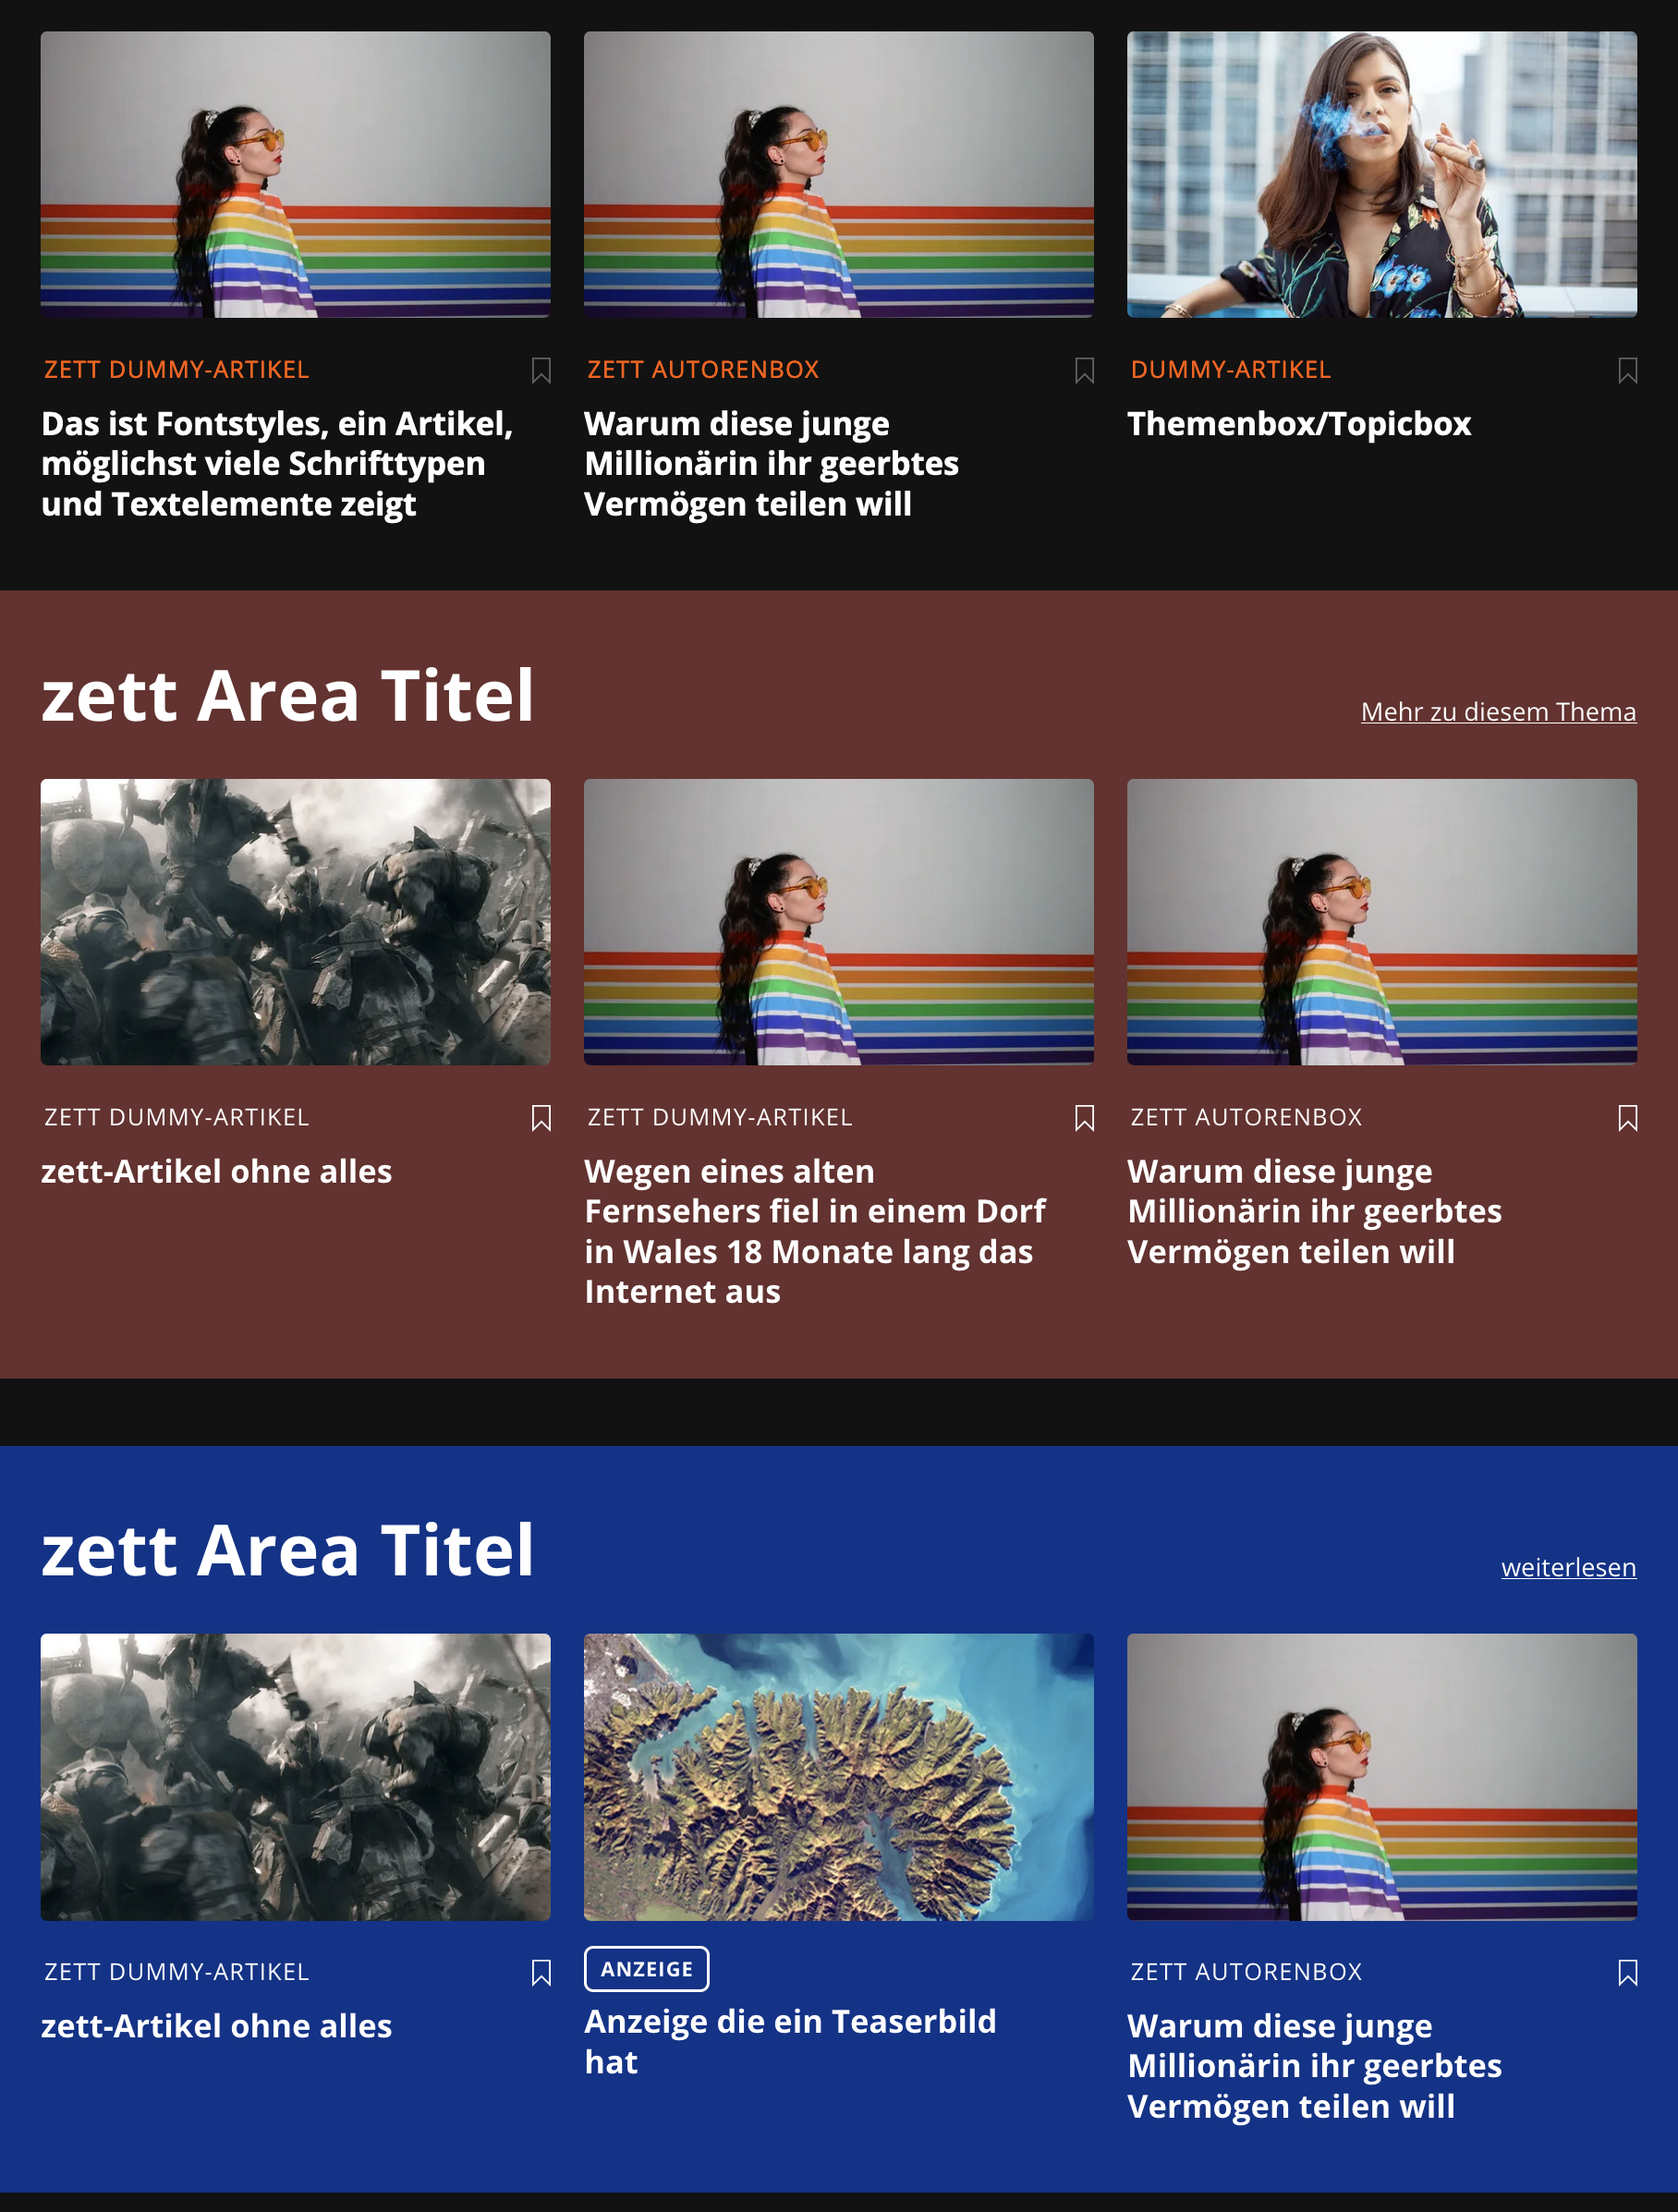 ZETT DUMMY-ARTIKEL
Das ist Fontstyles, ein Artikel,
möglichst viele Schrifttypen
und Textelemente zeigt
ZETT AUTORENBOX
Warum diese junge
Millionärin ihr geerbtes
Vermögen teilen will
DUMMY-ARTIKEL
Themenbox/Topicbox
zett Area Titel
Mehr zu diesem Thema
ZETT DUMMY-ARTIKEL
zett-Artikel ohne alles
ZETT DUMMY-ARTIKEL
Wegen eines alten
Fernsehers fiel in einem Dorf
in Wales 18 Monate lang das
Internet aus
ZETT AUTORENBOX
Warum diese junge
Millionärin ihr geerbtes
Vermögen teilen will
zett Area Titel
weiterlesen
ZETT DUMMY-ARTIKEL
zett-Artikel ohne alles
ANZEIGE
Anzeige die ein Teaserbild
hat
ZETT AUTORENBOX
Warum diese junge
Millionärin ihr geerbtes
Vermögen teilen will